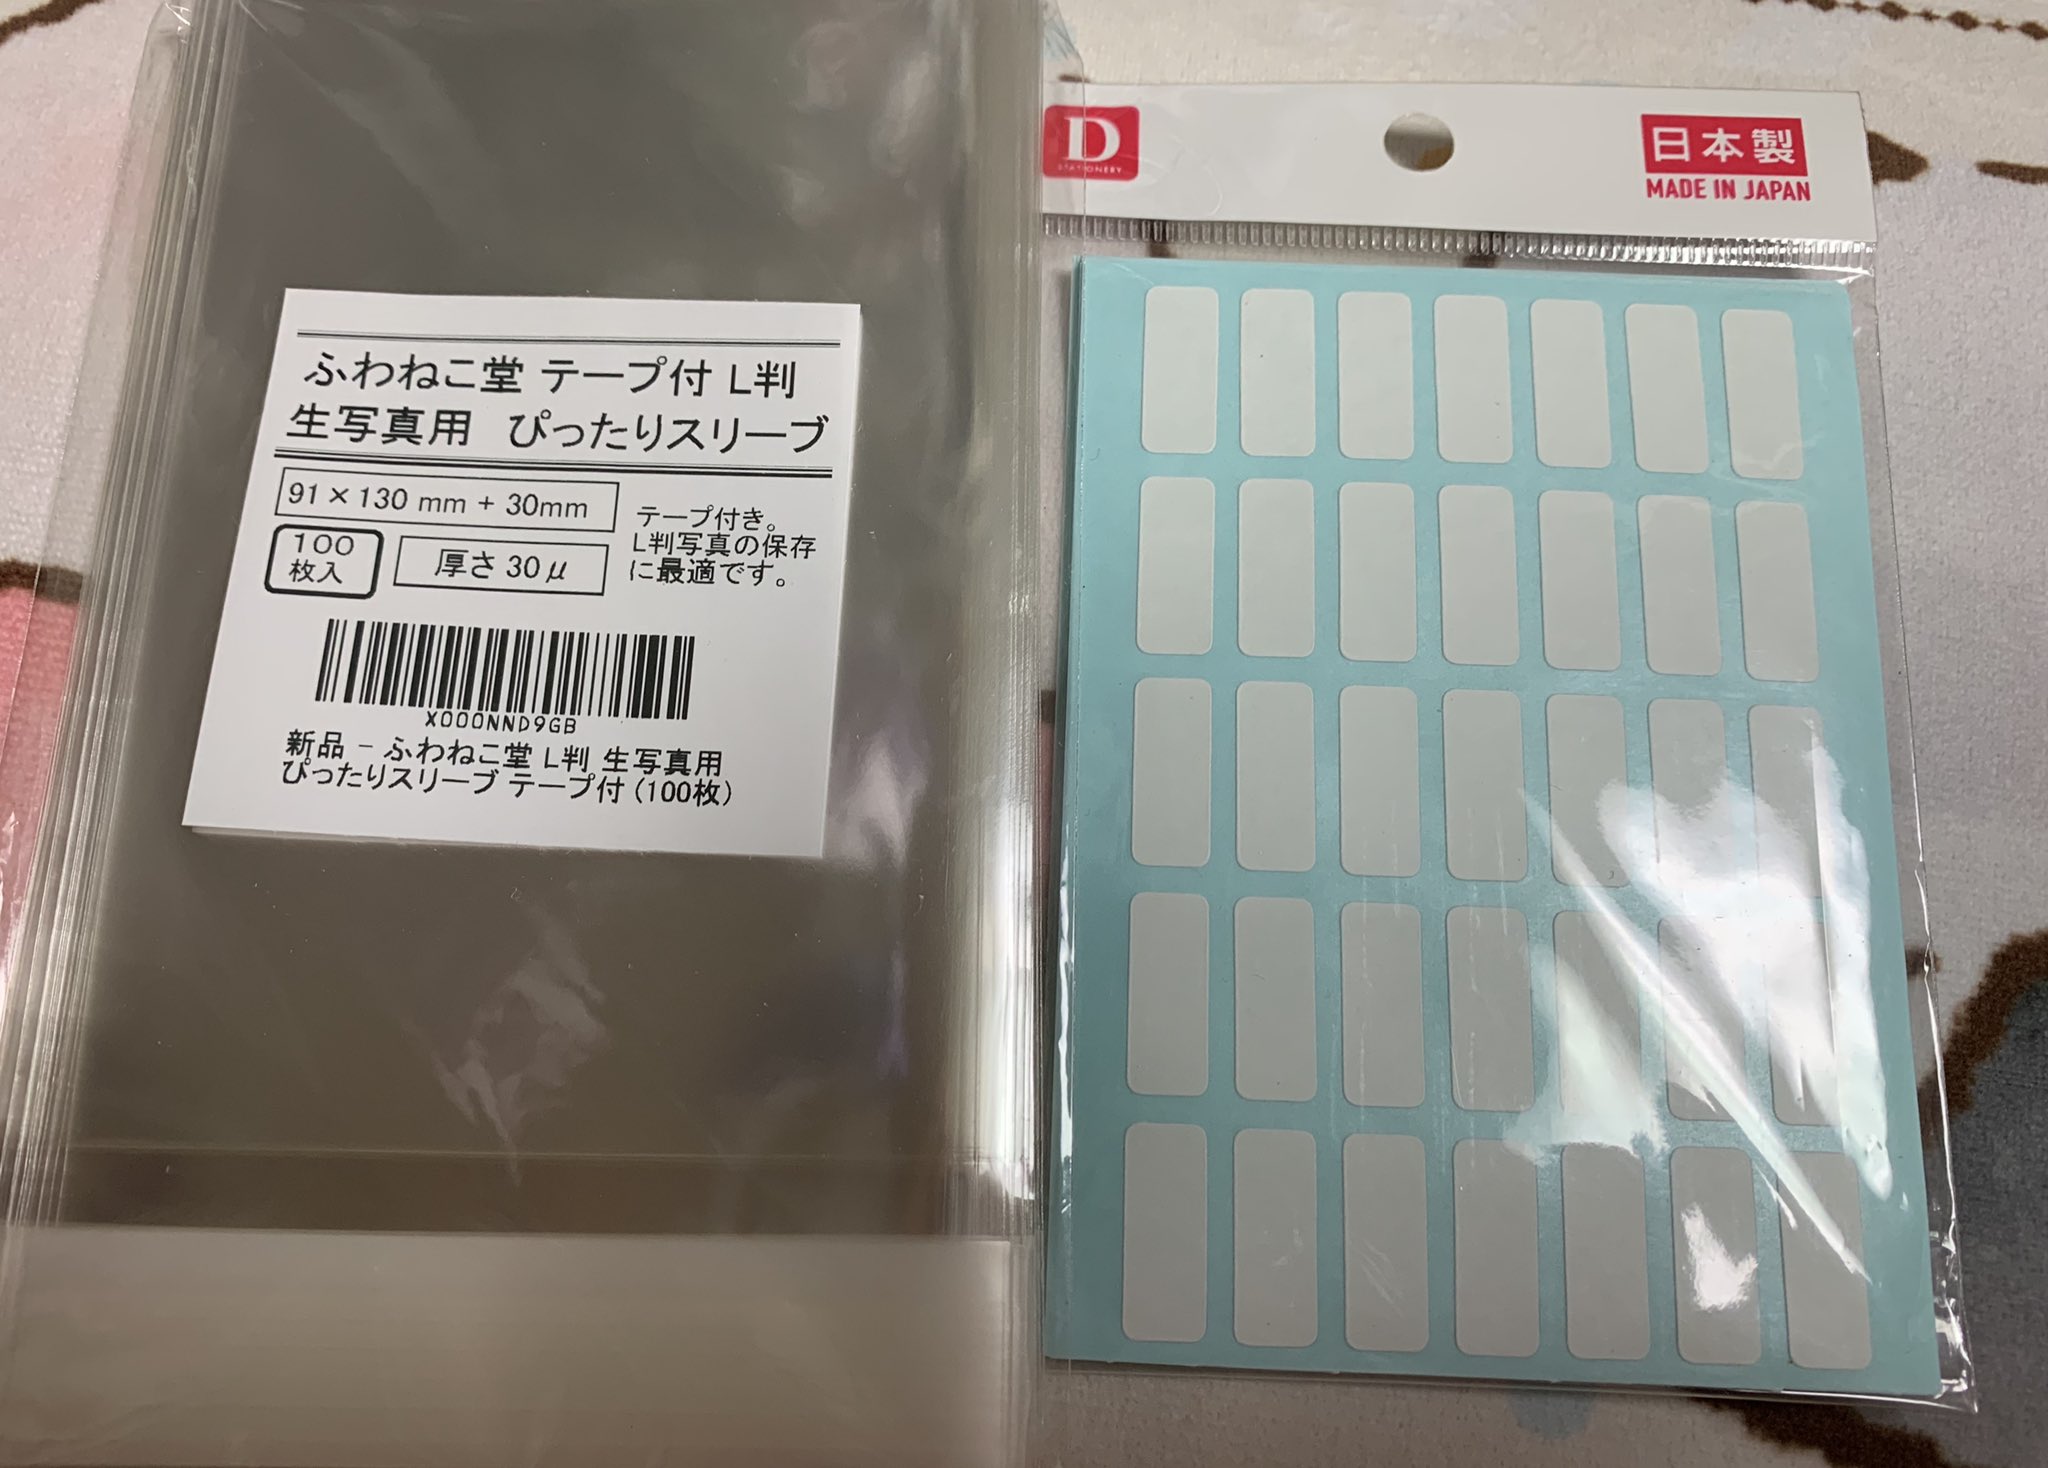 ふわねこ堂 テープ付 L判
生写真用 ぴったりスリーブ
91×130 mm + 30mm
100
枚入
厚さ 30μ
テープ付き。
L判写真の保存
に最適です。
X000NND9GB
新品 - ふわねこ堂 L判 生写真用
ぴったりスリーブ テープ付 (100枚)
D
STATIONERY
日本製
MADE IN JAPAN